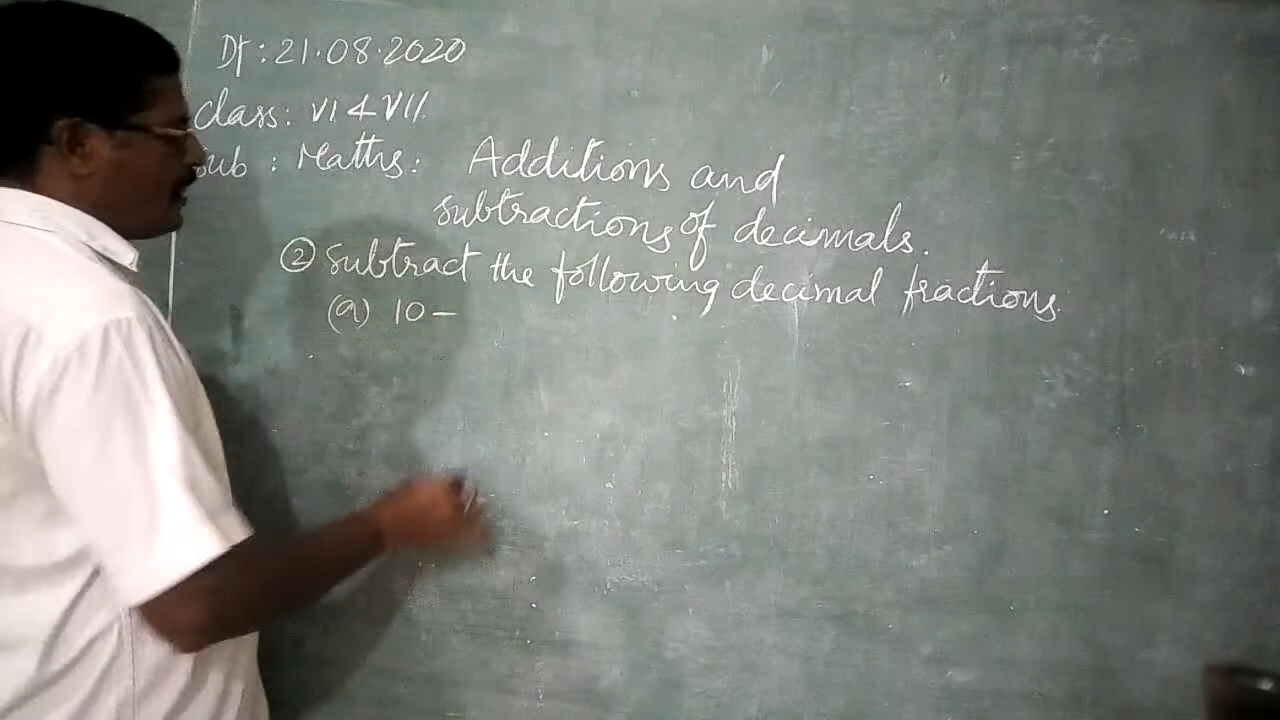 Dt: 21.08.2020
Class: VI & VII
Sub : Maths: Additions and
subtractions of decimals.
② Subtract the following decimal fractions.
(a) 10 –